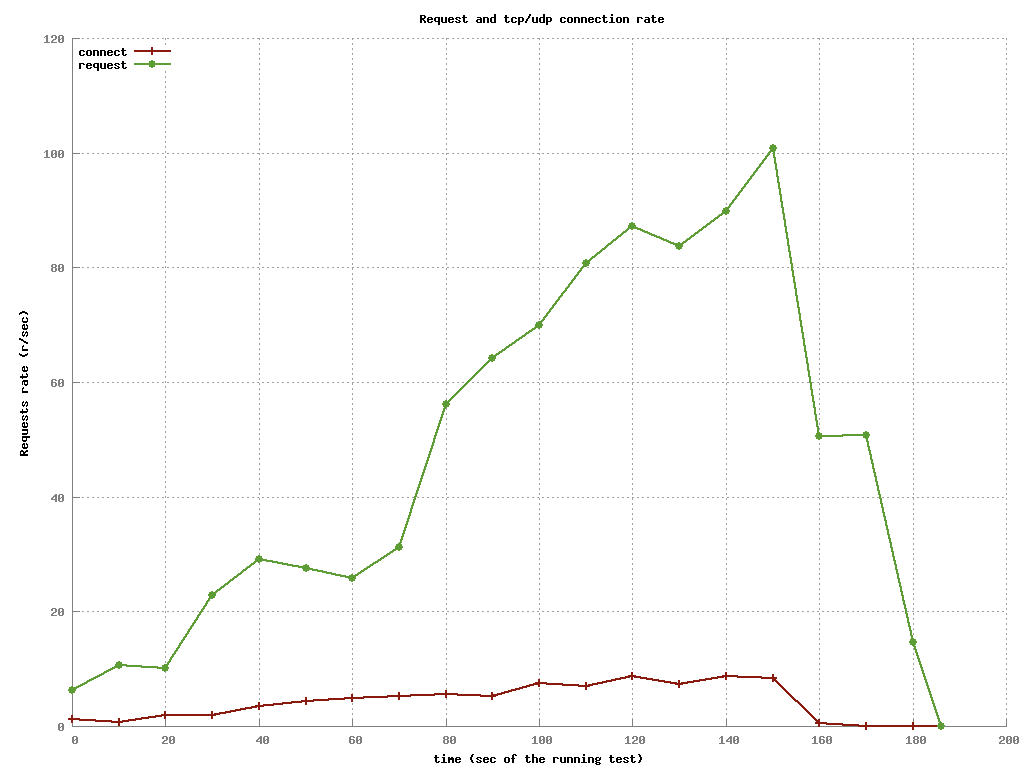 Request and tcp/udp connection rate
120
connect
request
100
80
60
40
20
0
Requests rate (r/sec)
0 20 40 60 80 100 120 140 160 180 200
time (sec of the running test)